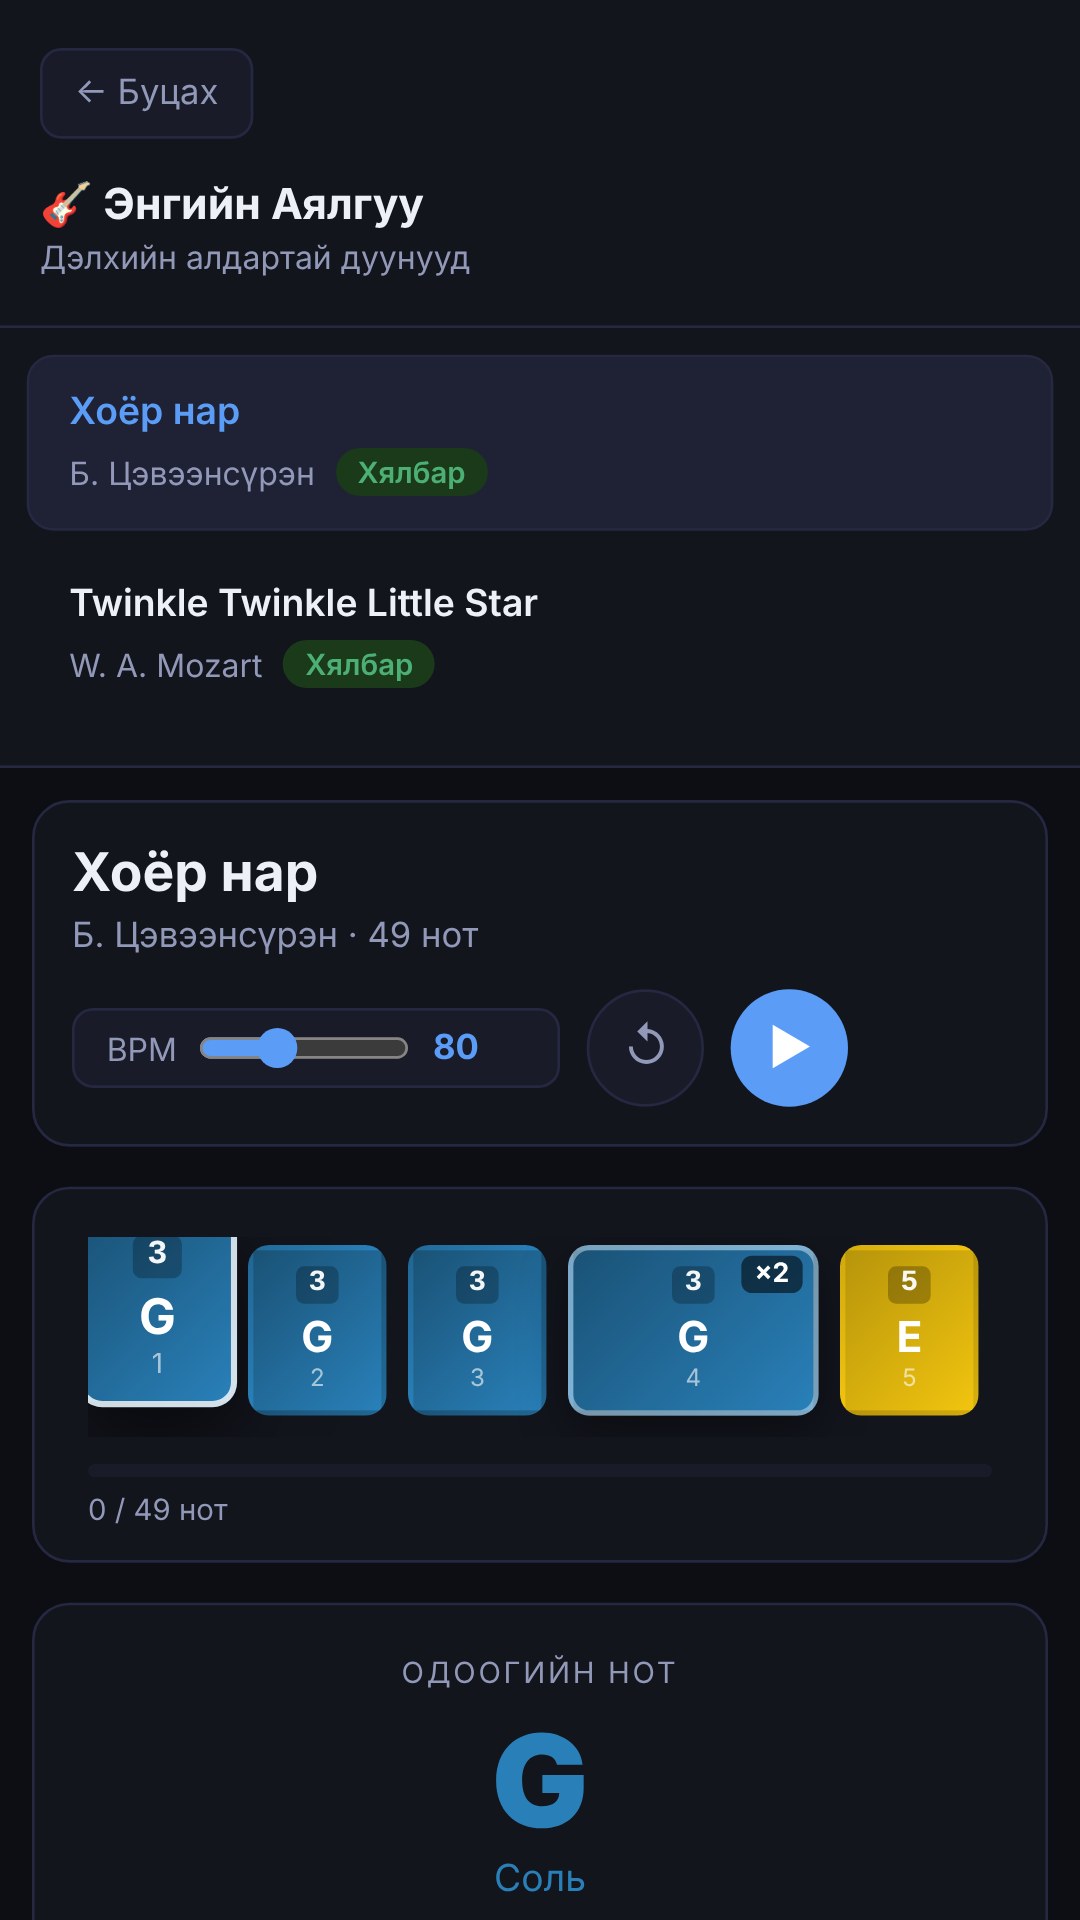 ← Буцах
🎸 Энгийн Аялгуу
Дэлхийн алдартай дуунууд
Хоёр нар
Б. Цэвээнсүрэн Хялбар
Twinkle Twinkle Little Star
W. A. Mozart Хялбар
Хоёр нар
Б. Цэвээнсүрэн · 49 нот
BPM 80
3 3 3 3 ×2 5
G G G G E
1 2 3 4 5
0 / 49 нот
ОДООГИЙН НОТ
G
Соль